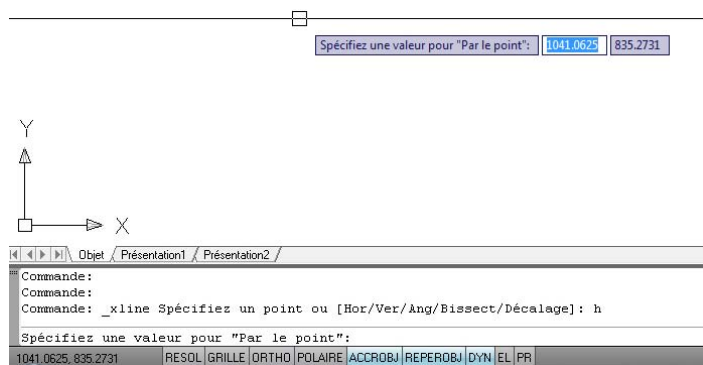 Spécifiez une valeur pour "Par le point": 1041.0625 835.2731
Y
X
Objet Présentation1 Présentation2
Commande:
Commande:
Commande: _xline Spécifiez un point ou [Hor/Ver/Ang/Bissect/Décalage]: h
Spécifiez une valeur pour "Par le point":
1041.0625, 835.2731 RESOL GRILLE ORTHO POLAIRE ACCROBJ REPEROBJ DYN EL PR